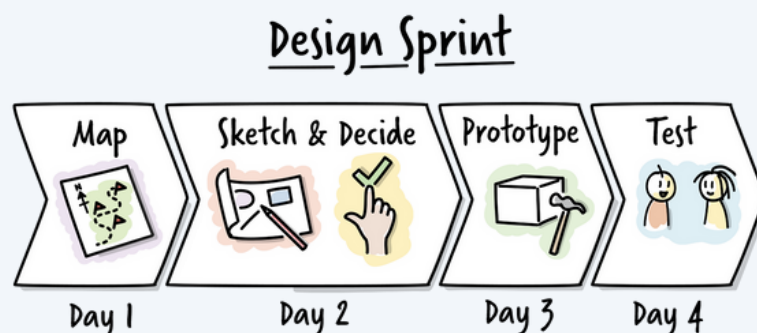 Design Sprint
Map
Sketch & Decide
Prototype
Test
N
Day 1
Day 2
Day 3
Day 4